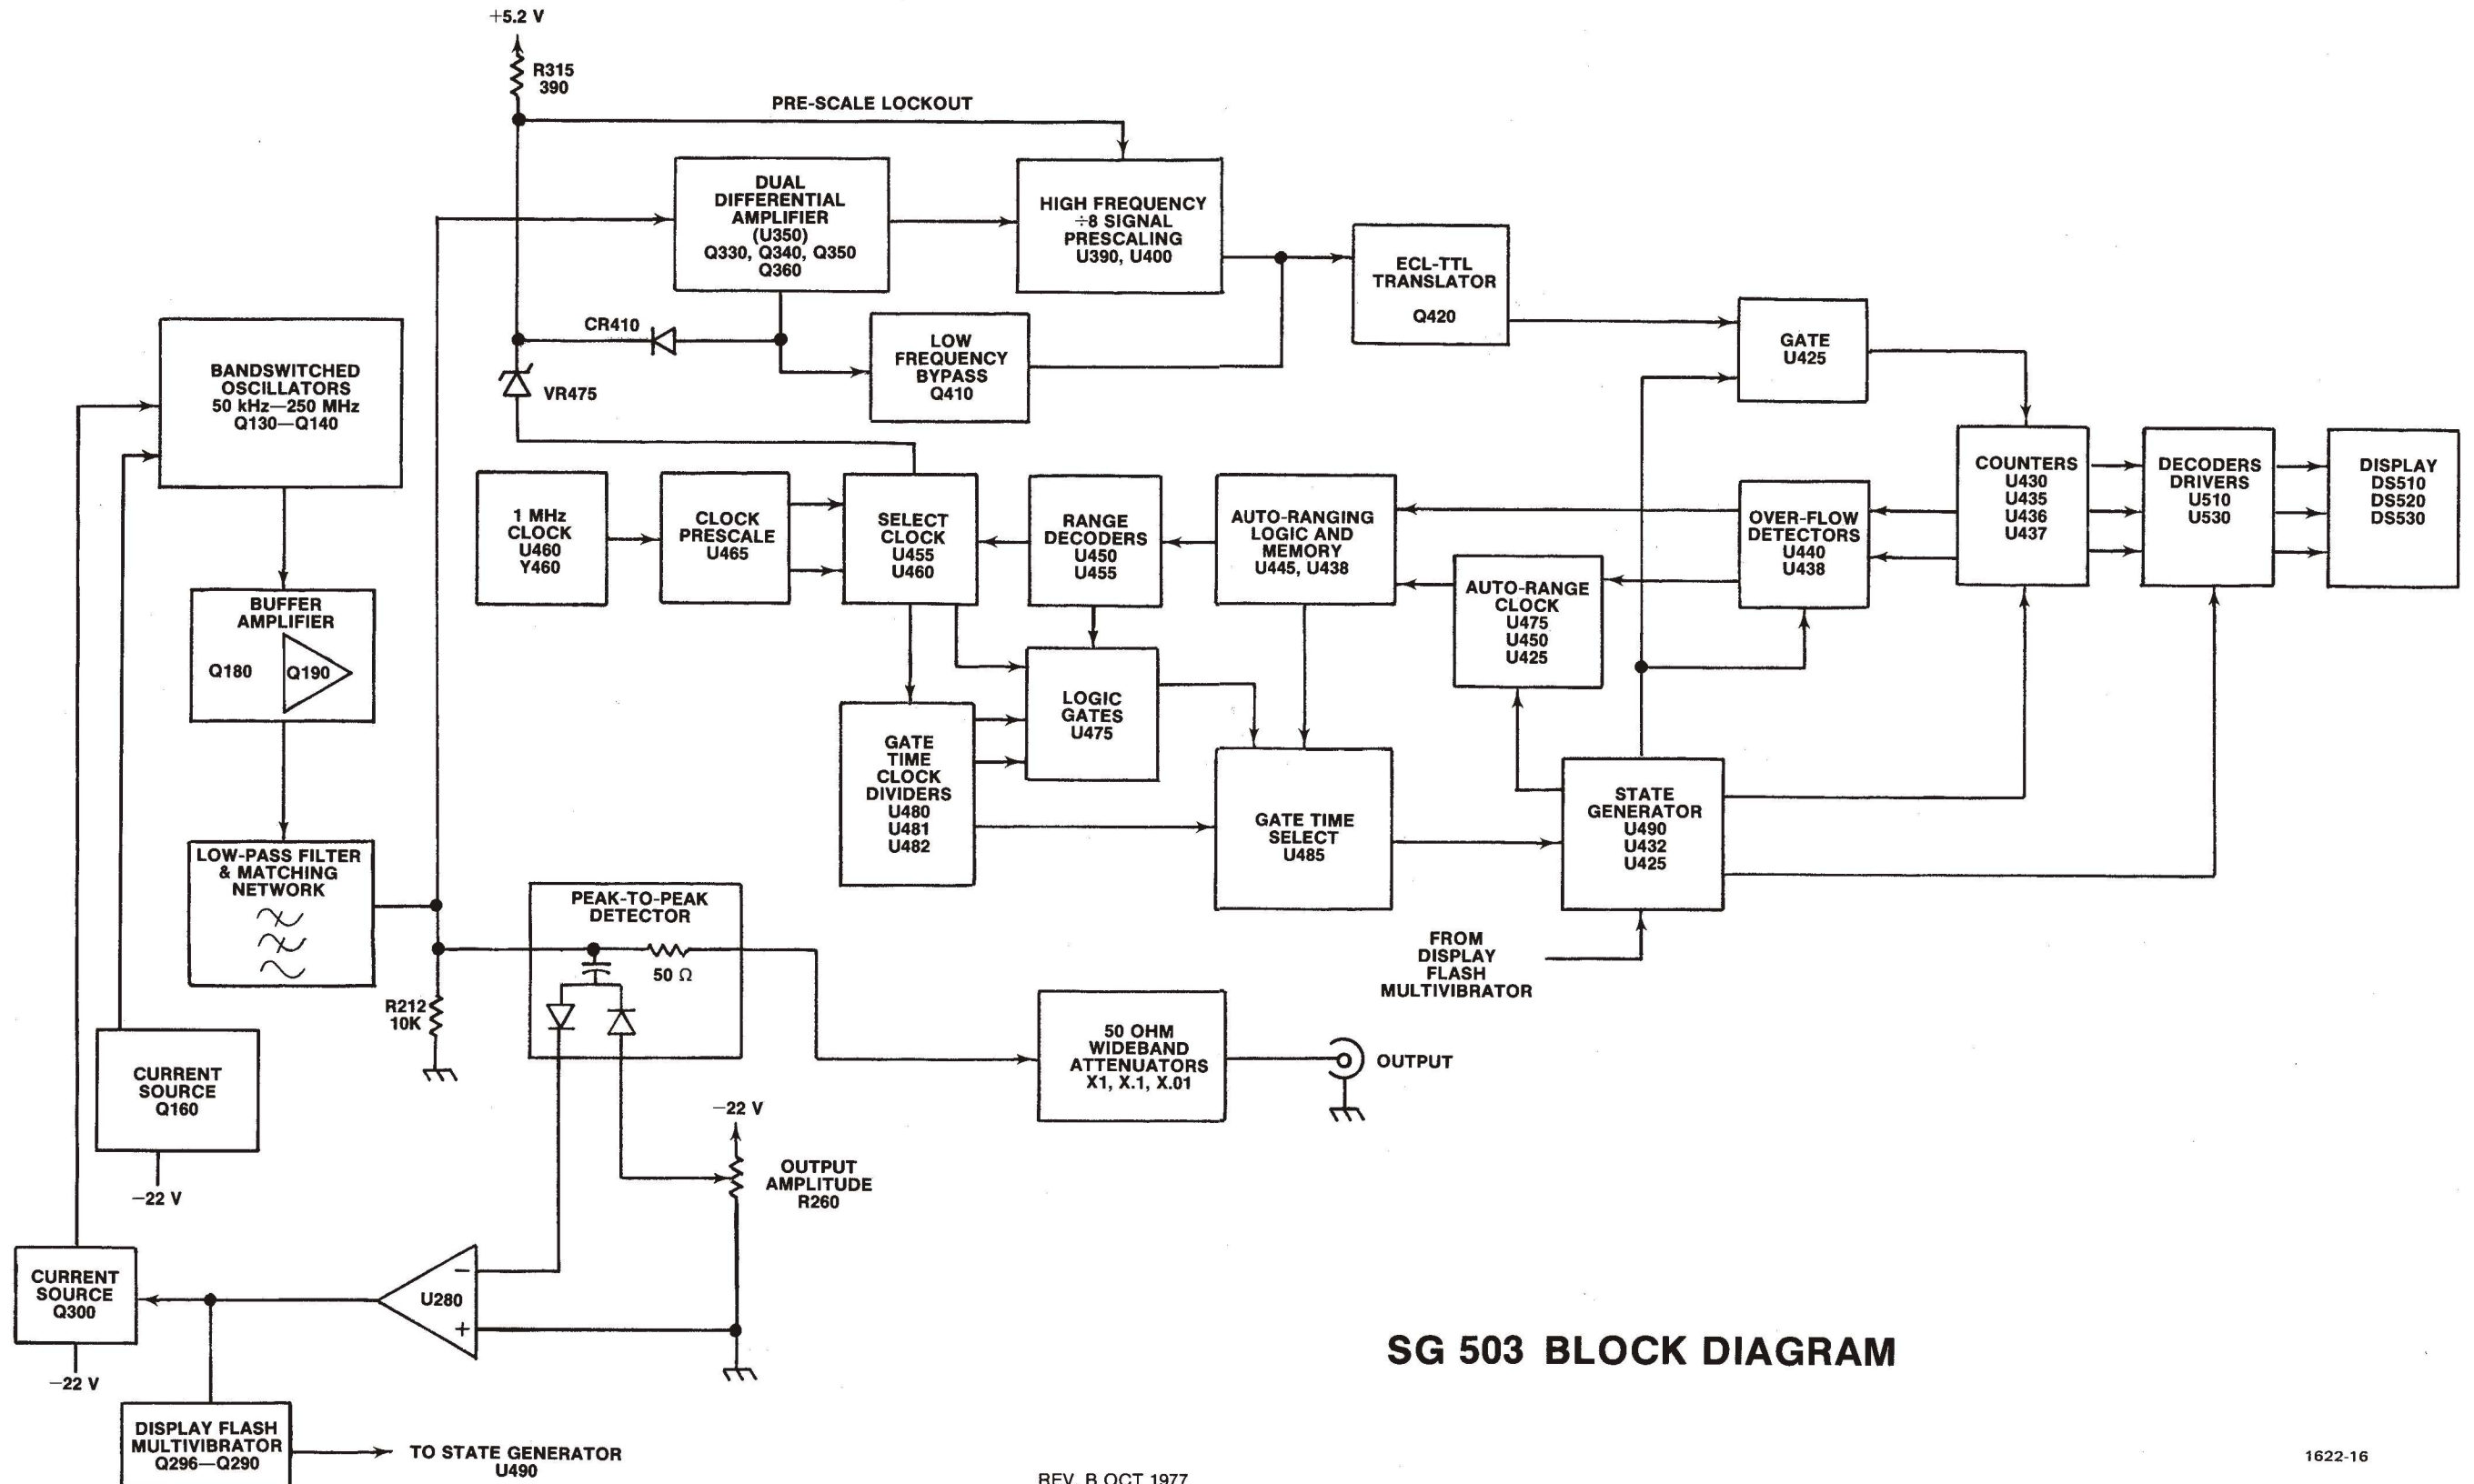 +5.2 V
R315
390
PRE-SCALE LOCKOUT
DUAL
DIFFERENTIAL
AMPLIFIER
(U350)
Q330, Q340, Q350
Q360
HIGH FREQUENCY
÷8 SIGNAL
PRESCALING
U390, U400
ECL-TTL
TRANSLATOR
Q420
GATE
U425
CR410
LOW
FREQUENCY
BYPASS
Q410
VR475
BANDSWITCHED
OSCILLATORS
50 kHz—250 MHz
Q130—Q140
1 MHz
CLOCK
U460
Y460
CLOCK
PRESCALE
U465
SELECT
CLOCK
U455
U460
RANGE
DECODERS
U450
U455
AUTO-RANGING
LOGIC AND
MEMORY
U445, U438
AUTO-RANGE
CLOCK
U475
U450
U425
OVER-FLOW
DETECTORS
U440
U438
COUNTERS
U430
U435
U436
U437
DECODERS
DRIVERS
U510
U530
DISPLAY
DS510
DS520
DS530
BUFFER
AMPLIFIER
Q180
Q190
LOGIC
GATES
U475
GATE
TIME
CLOCK
DIVIDERS
U480
U481
U482
GATE TIME
SELECT
U485
STATE
GENERATOR
U490
U432
U425
LOW-PASS FILTER
& MATCHING
NETWORK
PEAK-TO-PEAK
DETECTOR
50 Ω
R212
10K
FROM
DISPLAY
FLASH
MULTIVIBRATOR
50 OHM
WIDEBAND
ATTENUATORS
X1, X.1, X.01
OUTPUT
CURRENT
SOURCE
Q160
−22 V
−22 V
OUTPUT
AMPLITUDE
R260
CURRENT
SOURCE
Q300
−22 V
−
U280
+
DISPLAY FLASH
MULTIVIBRATOR
Q296—Q290
TO STATE GENERATOR
U490
SG 503 BLOCK DIAGRAM
1622-16
REV. B OCT 1977